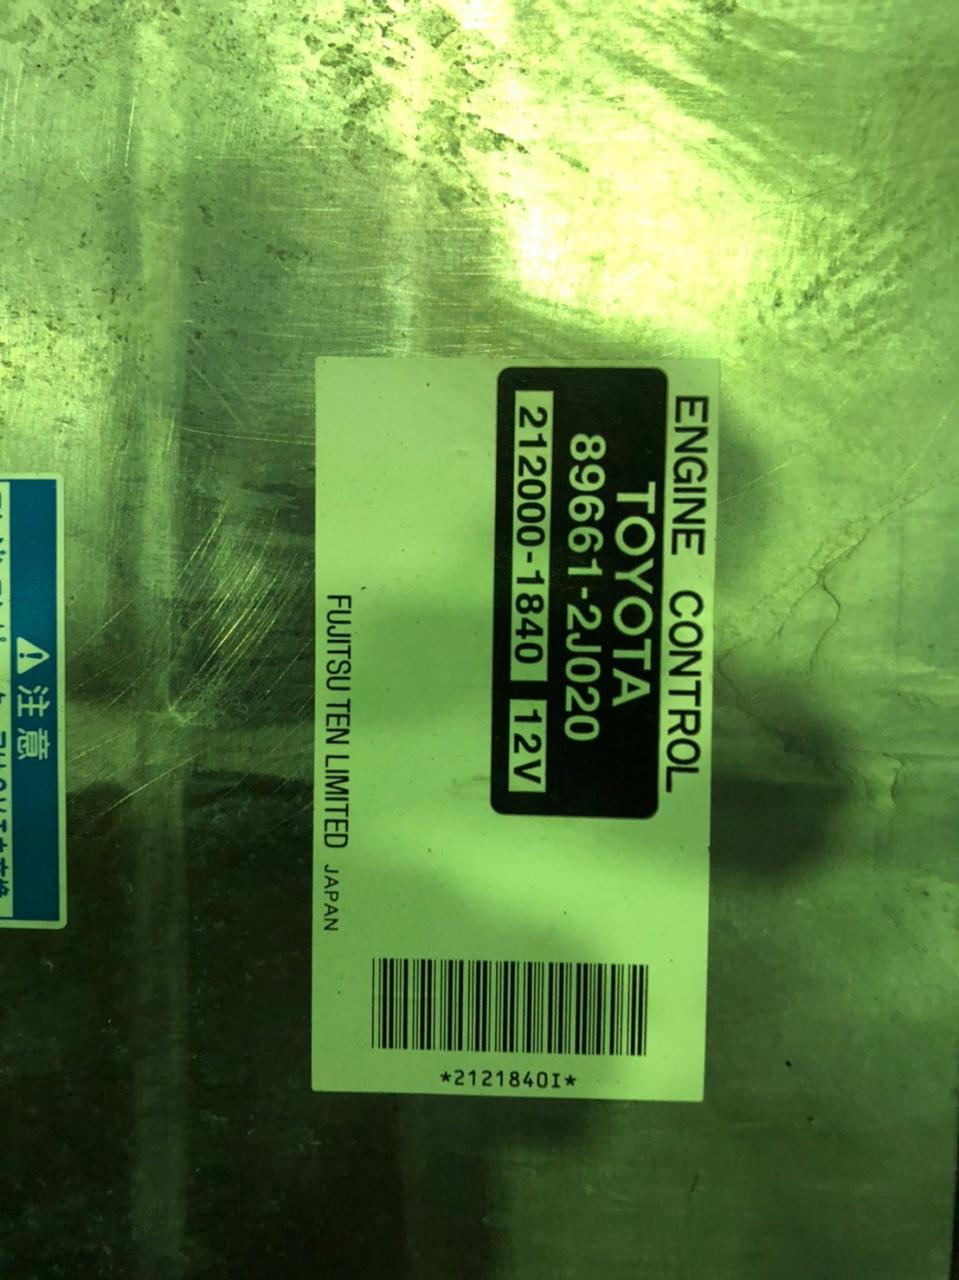 ENGINE CONTROL
TOYOTA
89661-2J020
212000-1840 12V
FUJITSU TEN LIMITED JAPAN
*2121840I*
注意